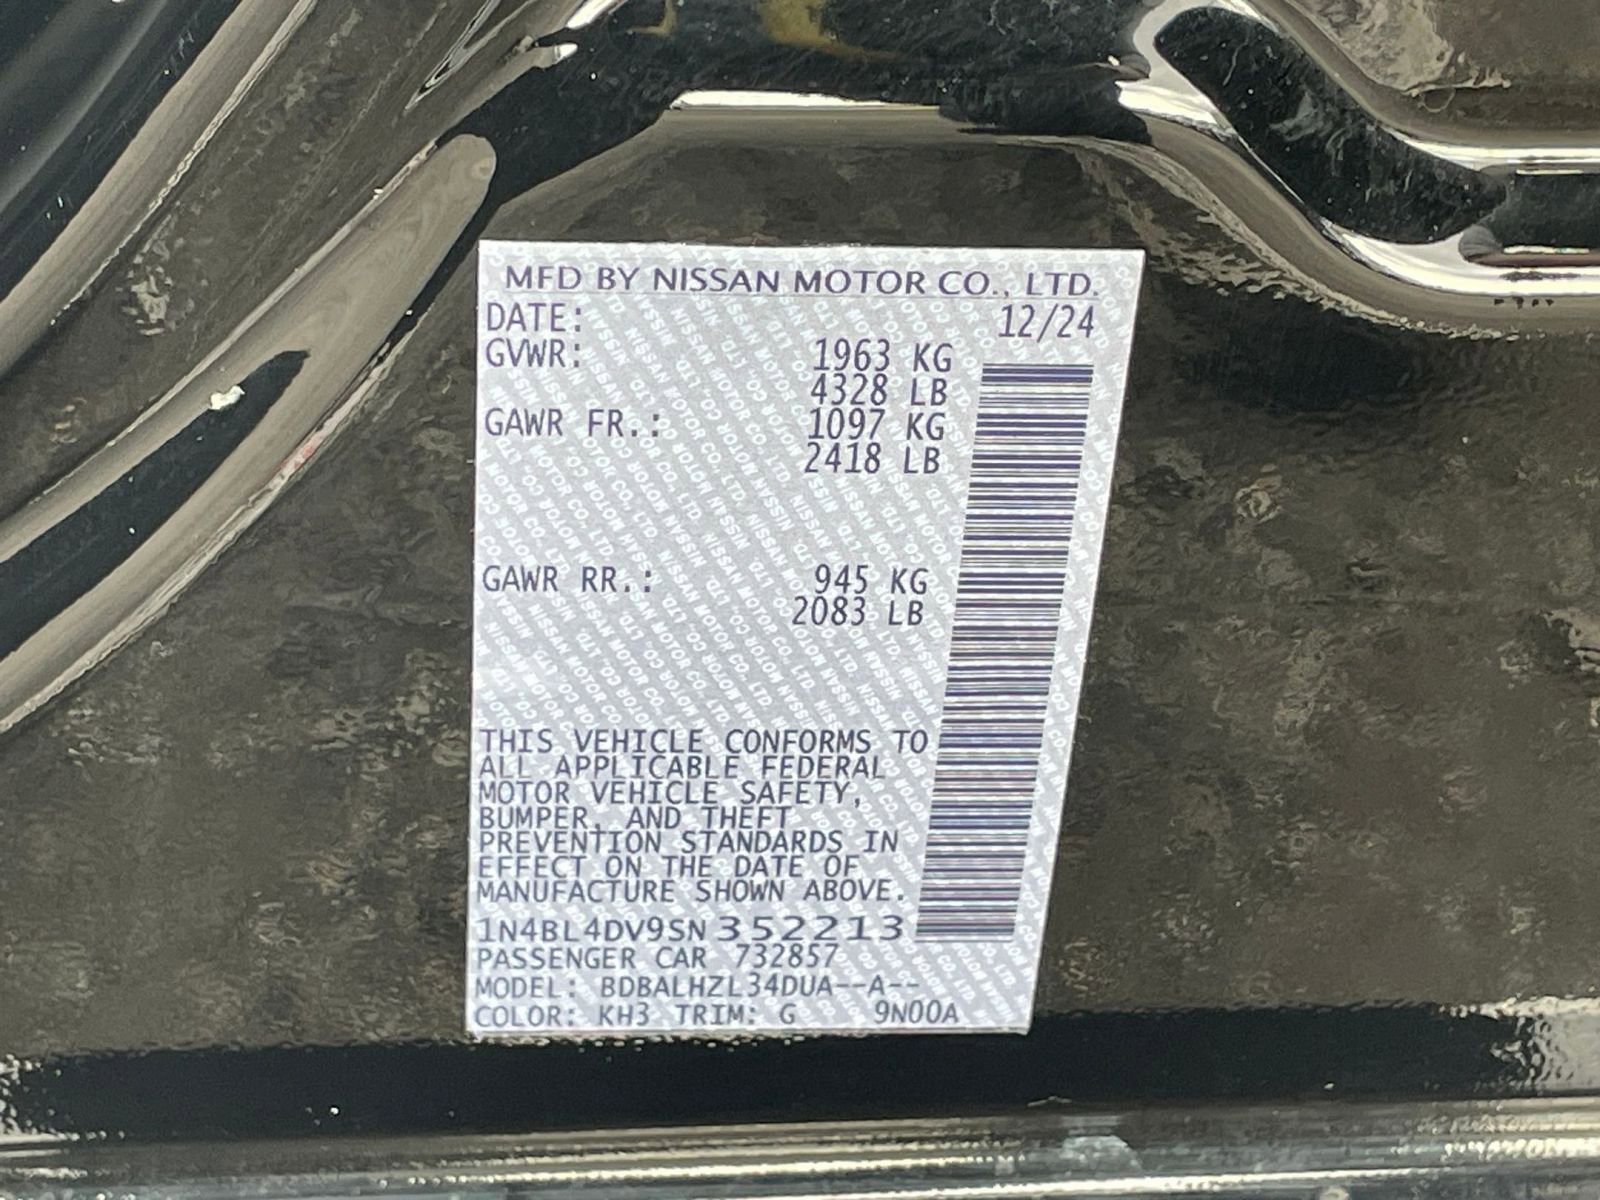 MFD BY NISSAN MOTOR CO., LTD.
DATE: 12/24
GVWR: 1963 KG
4328 LB
GAWR FR.: 1097 KG
2418 LB
GAWR RR.: 945 KG
2083 LB
THIS VEHICLE CONFORMS TO
ALL APPLICABLE FEDERAL
MOTOR VEHICLE SAFETY,
BUMPER, AND THEFT
PREVENTION STANDARDS IN
EFFECT ON THE DATE OF
MANUFACTURE SHOWN ABOVE.
1N4BL4DV9SN352213
PASSENGER CAR 732857
MODEL: BDBALHZL34DUA--A--
COLOR: KH3 TRIM: G 9N00A